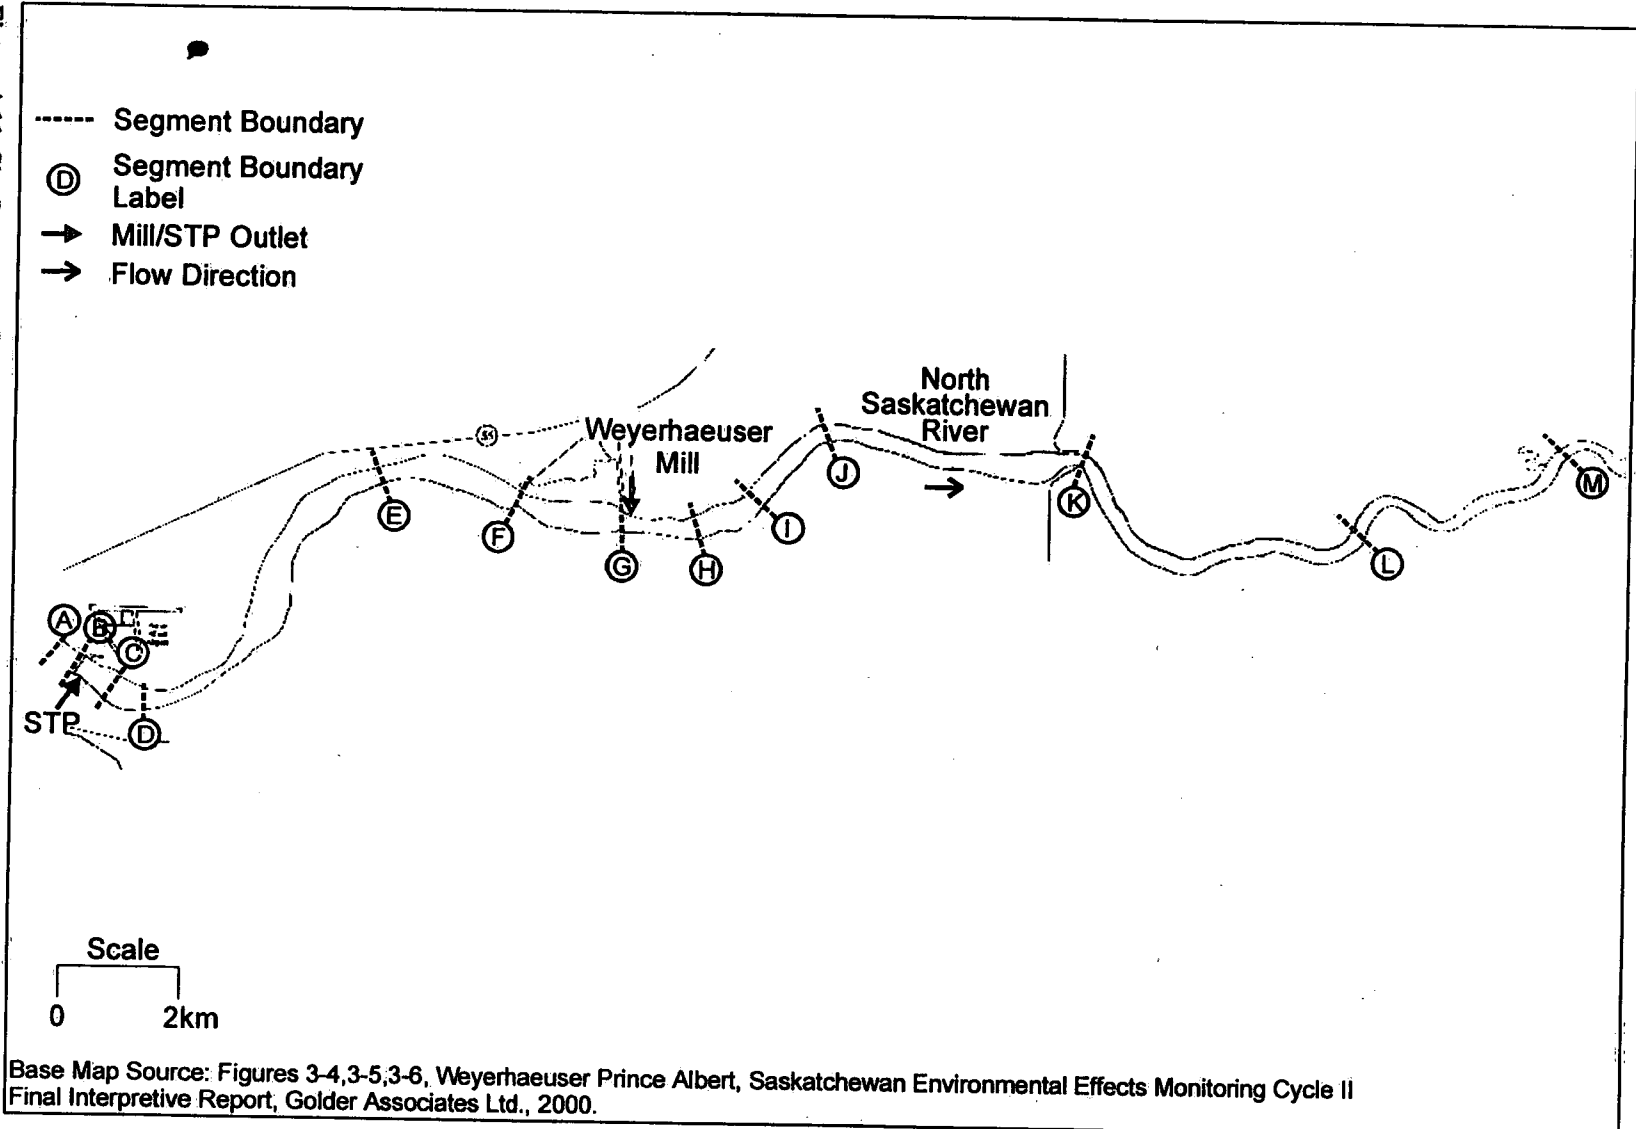 Segment Boundary
D
Segment Boundary
Label
Mill/STP Outlet
Flow Direction
North
Saskatchewan
River
Weyerhaeuser
Mill
A
B
C
D
E
F
G
H
I
J
K
L
M
STP
Scale
0
2km
Base Map Source: Figures 3-4,3-5,3-6, Weyerhaeuser Prince Albert, Saskatchewan Environmental Effects Monitoring Cycle II
Final Interpretive Report, Golder Associates Ltd., 2000.